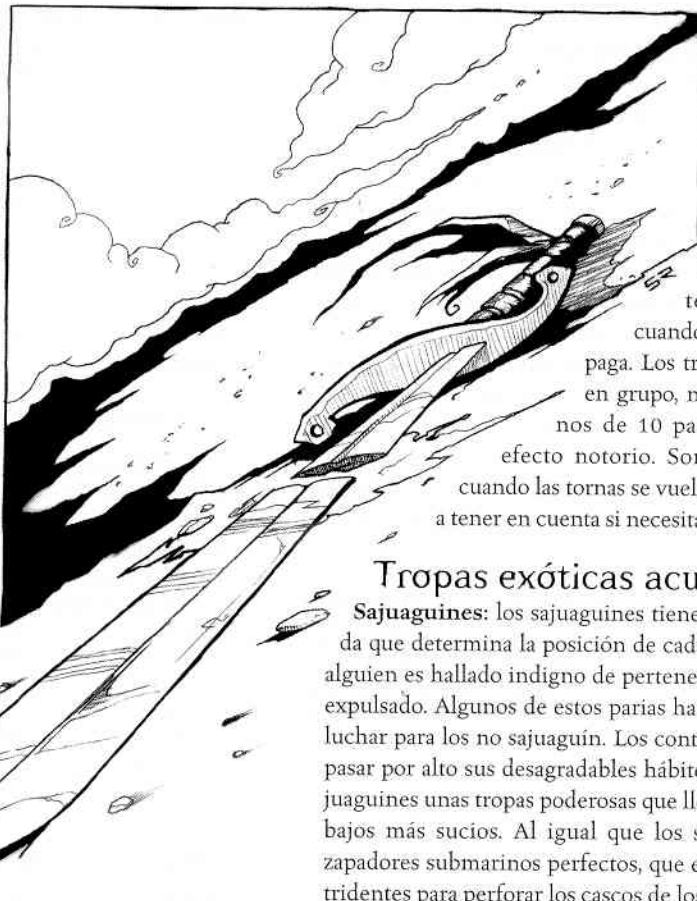 te
cuando
paga. Los tr
en grupo, n
nos de 10 pa
efecto notorio. Son
cuando las tornas se vuel
a tener en cuenta si necesita
Tropas exóticas acu
Sajuaguines: los sajuaguines tiene
da que determina la posición de cad
alguien es hallado indigno de pertene
expulsado. Algunos de estos parias ha
luchar para los no sajuaguín. Los cont
pasar por alto sus desagradables hábito
juaguines unas tropas poderosas que ll
bajos más sucios. Al igual que los s
zapadores submarinos perfectos, que e
tridentes para perforar los cascos de los